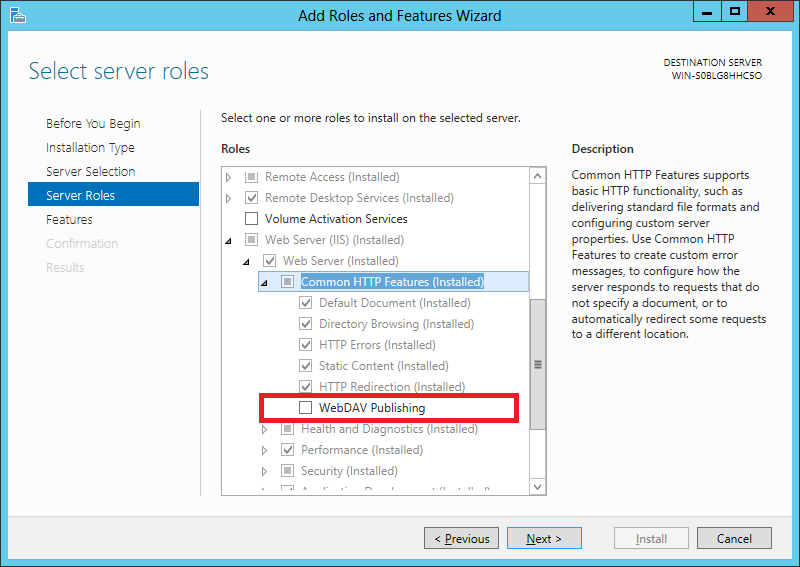 Add Roles and Features Wizard
Select server roles
DESTINATION SERVER
WIN-S0BLG8HHC5O
Before You Begin
Installation Type
Server Selection
Server Roles
Features
Confirmation
Results
Select one or more roles to install on the selected server.
Roles
Remote Access (Installed)
Remote Desktop Services (Installed)
Volume Activation Services
Web Server (IIS) (Installed)
Web Server (Installed)
Common HTTP Features (Installed)
Default Document (Installed)
Directory Browsing (Installed)
HTTP Errors (Installed)
Static Content (Installed)
HTTP Redirection (Installed)
WebDAV Publishing
Health and Diagnostics (Installed)
Performance (Installed)
Security (Installed)
Description
Common HTTP Features supports
basic HTTP functionality, such as
delivering standard file formats and
configuring custom server
properties. Use Common HTTP
Features to create custom error
messages, to configure how the
server responds to requests that do
not specify a document, or to
automatically redirect some requests
to a different location.
< Previous
Next >
Install
Cancel